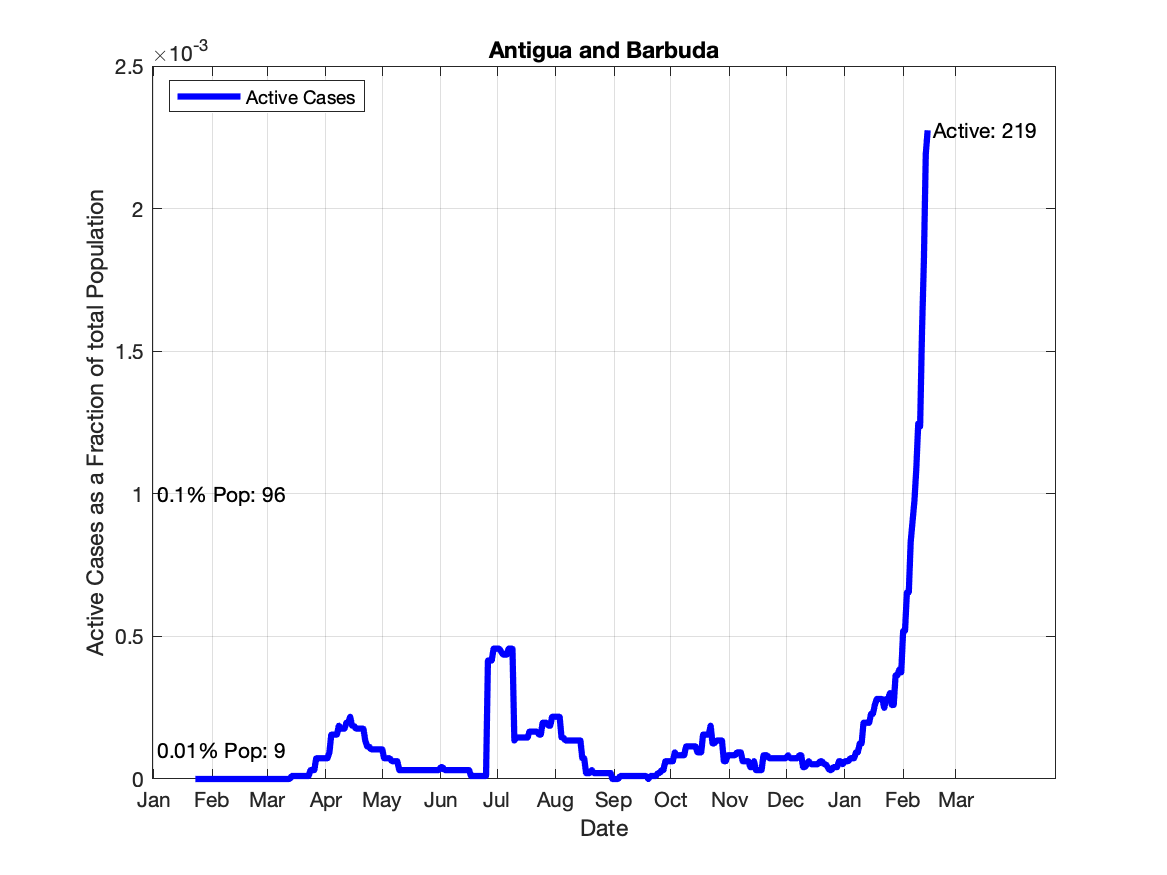 Antigua and Barbuda
×10-3
2.5
2
1.5
1
0.5
0
Active Cases
Active: 219
0.1% Pop: 96
0.01% Pop: 9
Active Cases as a Fraction of total Population
Jan Feb Mar Apr May Jun Jul Aug Sep Oct Nov Dec Jan Feb Mar
Date